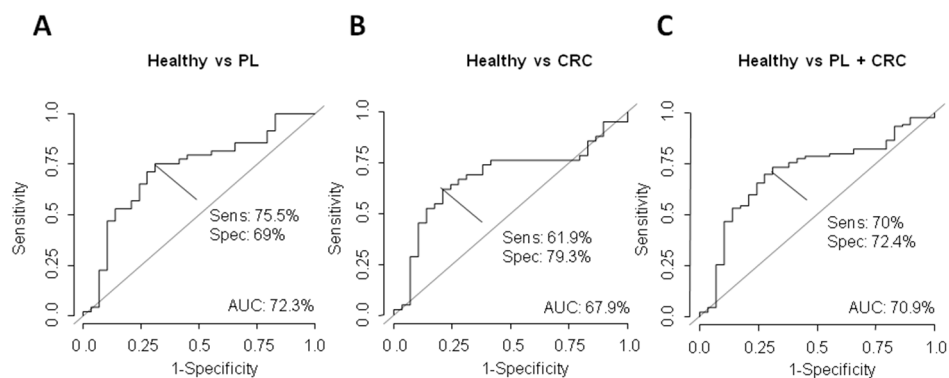 A
Healthy vs PL
Sensitivity
1.0
0.75
0.5
0.25
0.0
Sens: 75.5%
Spec: 69%
AUC: 72.3%
0.0
0.25
0.5
0.75
1.0
1-Specificity
B
Healthy vs CRC
Sensitivity
1.0
0.75
0.5
0.25
0.0
Sens: 61.9%
Spec: 79.3%
AUC: 67.9%
0.0
0.25
0.5
0.75
1.0
1-Specificity
C
Healthy vs PL + CRC
Sensitivity
1.0
0.75
0.5
0.25
0.0
Sens: 70%
Spec: 72.4%
AUC: 70.9%
0.0
0.25
0.5
0.75
1.0
1-Specificity